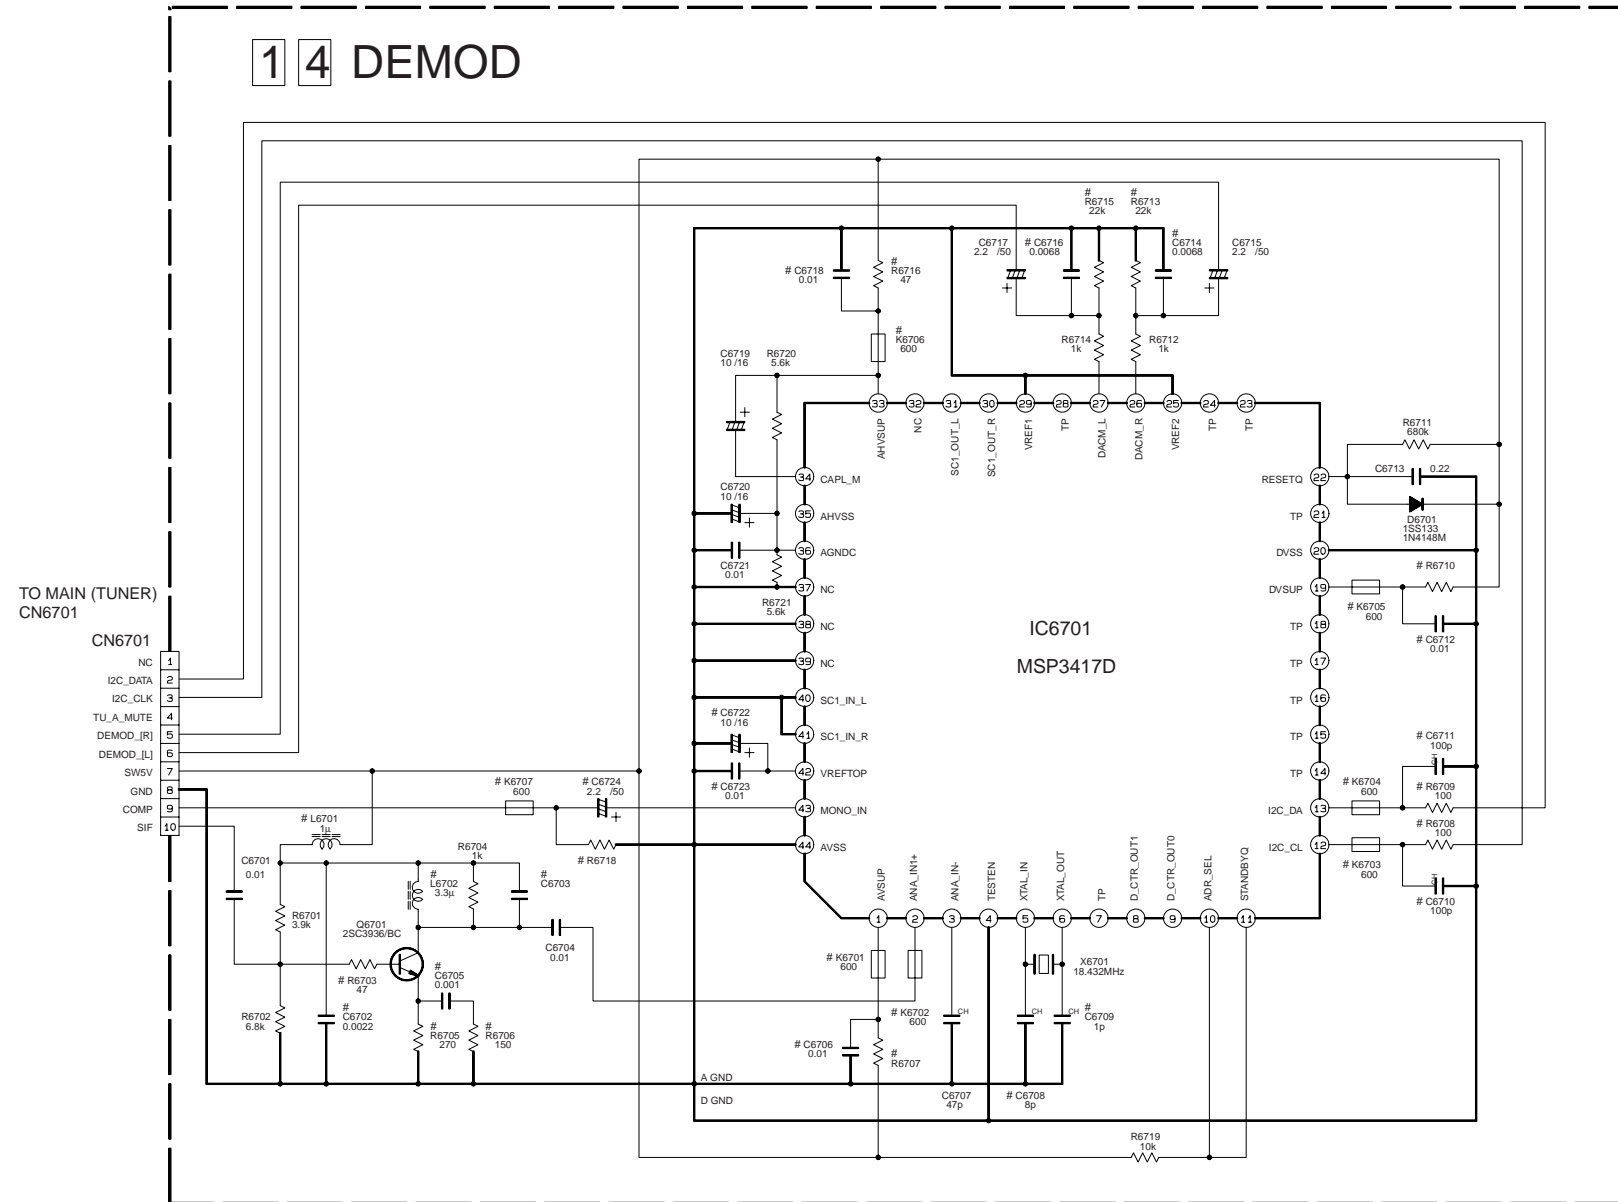 1 4 DEMOD
#
R6715
22k
#
R6713
22k
C6717
2.2 /50
# C6716
0.0068
#
C6714
0.0068
C6715
2.2 /50
# C6718
0.01
#
R6716
47
#
K6706
600
R6714
1k
R6712
1k
C6719
10 /16
R6720
5.6k
33 32 31 30 29 28 27 26 25 24 23
AHVSUP
NC
SC1_OUT_L
SC1_OUT_R
VREF1
TP
DACM_L
DACM_R
VREF2
TP
TP
R6711
680k
C6713 0.22
D6701
1SS133
1N4148M
# R6710
# K6705
600
# C6712
0.01
34 CAPL_M
35 AHVSS
36 AGNDC
37 NC
38 NC
39 NC
40 SC1_IN_L
41 SC1_IN_R
42 VREFTOP
43 MONO_IN
44 AVSS
C6720
10 /16
C6721
0.01
R6721
5.6k
# C6722
10 /16
# C6723
0.01
IC6701
MSP3417D
RESETQ 22
TP 21
DVSS 20
DVSUP 19
TP 18
TP 17
TP 16
TP 15
TP 14
I2C_DA 13
I2C_CL 12
# C6711
100p
CH
# K6704
600
# R6709
100
# R6708
100
# K6703
600
CH
# C6710
100p
TO MAIN (TUNER)
CN6701
CN6701
NC 1
I2C_DATA 2
I2C_CLK 3
TU_A_MUTE 4
DEMOD_[R] 5
DEMOD_[L] 6
SW5V 7
GND 8
COMP 9
SIF 10
# K6707
600
# C6724
2.2 /50
# R6718
# L6701
1µ
C6701
0.01
R6704
1k
#
L6702
3.3µ
#
C6703
R6701
3.9k
Q6701
2SC3936/BC
C6704
0.01
# R6703
47
#
C6705
0.001
R6702
6.8k
#
C6702
0.0022
#
R6705
270
#
R6706
150
AVSUP
ANA_IN1+
ANA_IN-
TESTEN
XTAL_IN
XTAL_OUT
TP
D_CTR_OUT1
D_CTR_OUT0
ADR_SEL
STANDBYQ
1 2 3 4 5 6 7 8 9 10 11
# K6701
600
# K6702
600
X6701
18.432MHz
CH
CH
CH
#
C6709
1p
# C6706
0.01
#
R6707
A GND
D GND
C6707
47p
# C6708
8p
R6719
10k